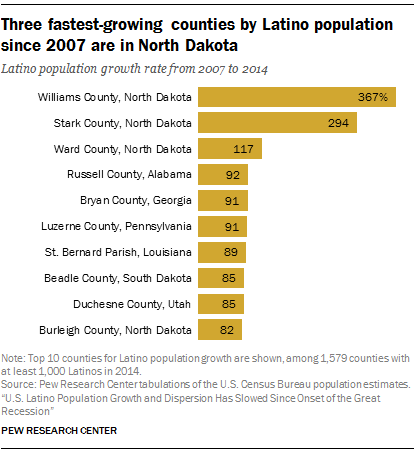 Three fastest-growing counties by Latino population
since 2007 are in North Dakota
Latino population growth rate from 2007 to 2014
Williams County, North Dakota 367%
Stark County, North Dakota 294
Ward County, North Dakota 117
Russell County, Alabama 92
Bryan County, Georgia 91
Luzerne County, Pennsylvania 91
St. Bernard Parish, Louisiana 89
Beadle County, South Dakota 85
Duchesne County, Utah 85
Burleigh County, North Dakota 82
Note: Top 10 counties for Latino population growth are shown, among 1,579 counties with
at least 1,000 Latinos in 2014.
Source: Pew Research Center tabulations of the U.S. Census Bureau population estimates.
“U.S. Latino Population Growth and Dispersion Has Slowed Since Onset of the Great
Recession”
PEW RESEARCH CENTER